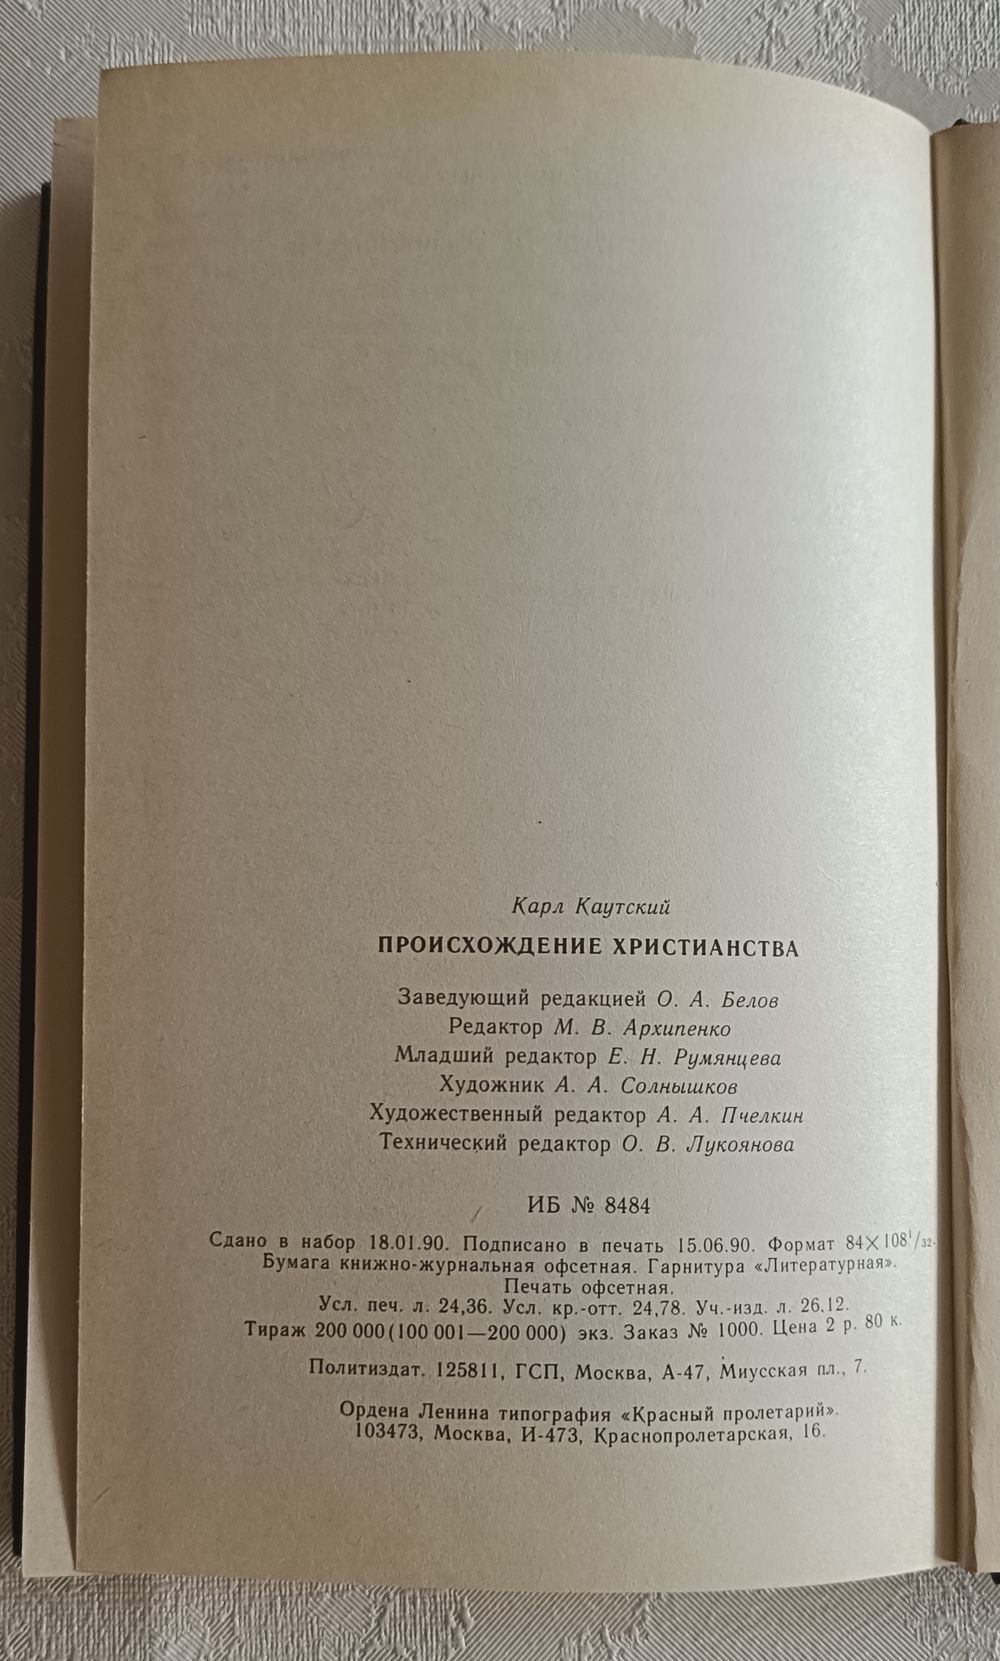 Карл Каутский
ПРОИСХОЖДЕНИЕ ХРИСТИАНСТВА
Заведующий редакцией О. А. Белов
Редактор М. В. Архипенко
Младший редактор Е. Н. Румянцева
Художник А. А. Солнышков
Художественный редактор А. А. Пчелкин
Технический редактор О. В. Лукоянова
ИБ № 8484
Сдано в набор 18.01.90. Подписано в печать 15.06.90. Формат 84×108¹/₃₂.
Бумага книжно-журнальная офсетная. Гарнитура «Литературная».
Печать офсетная.
Усл. печ. л. 24,36. Усл. кр.-отт. 24,78. Уч.-изд. л. 26,12.
Тираж 200 000 (100 001—200 000) экз. Заказ № 1000. Цена 2 р. 80 к.
Политиздат. 125811, ГСП, Москва, А-47, Миусская пл., 7.
Ордена Ленина типография «Красный пролетарий».
103473, Москва, И-473, Краснопролетарская, 16.